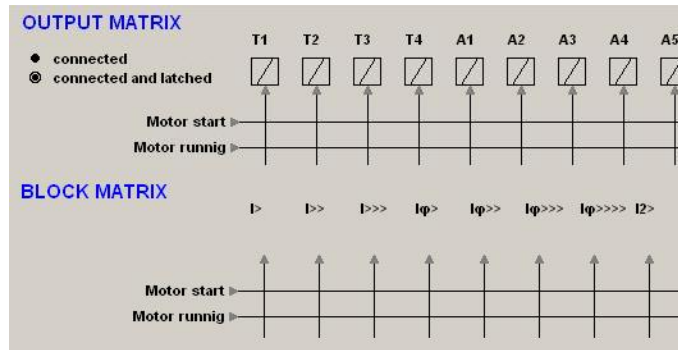 OUTPUT MATRIX
T1 T2 T3 T4 A1 A2 A3 A4 A5
connected
connected and latched
Motor start
Motor runnig
BLOCK MATRIX
I> I>> I>>> Iφ> Iφ>> Iφ>>> Iφ>>>> I2>
Motor start
Motor runnig